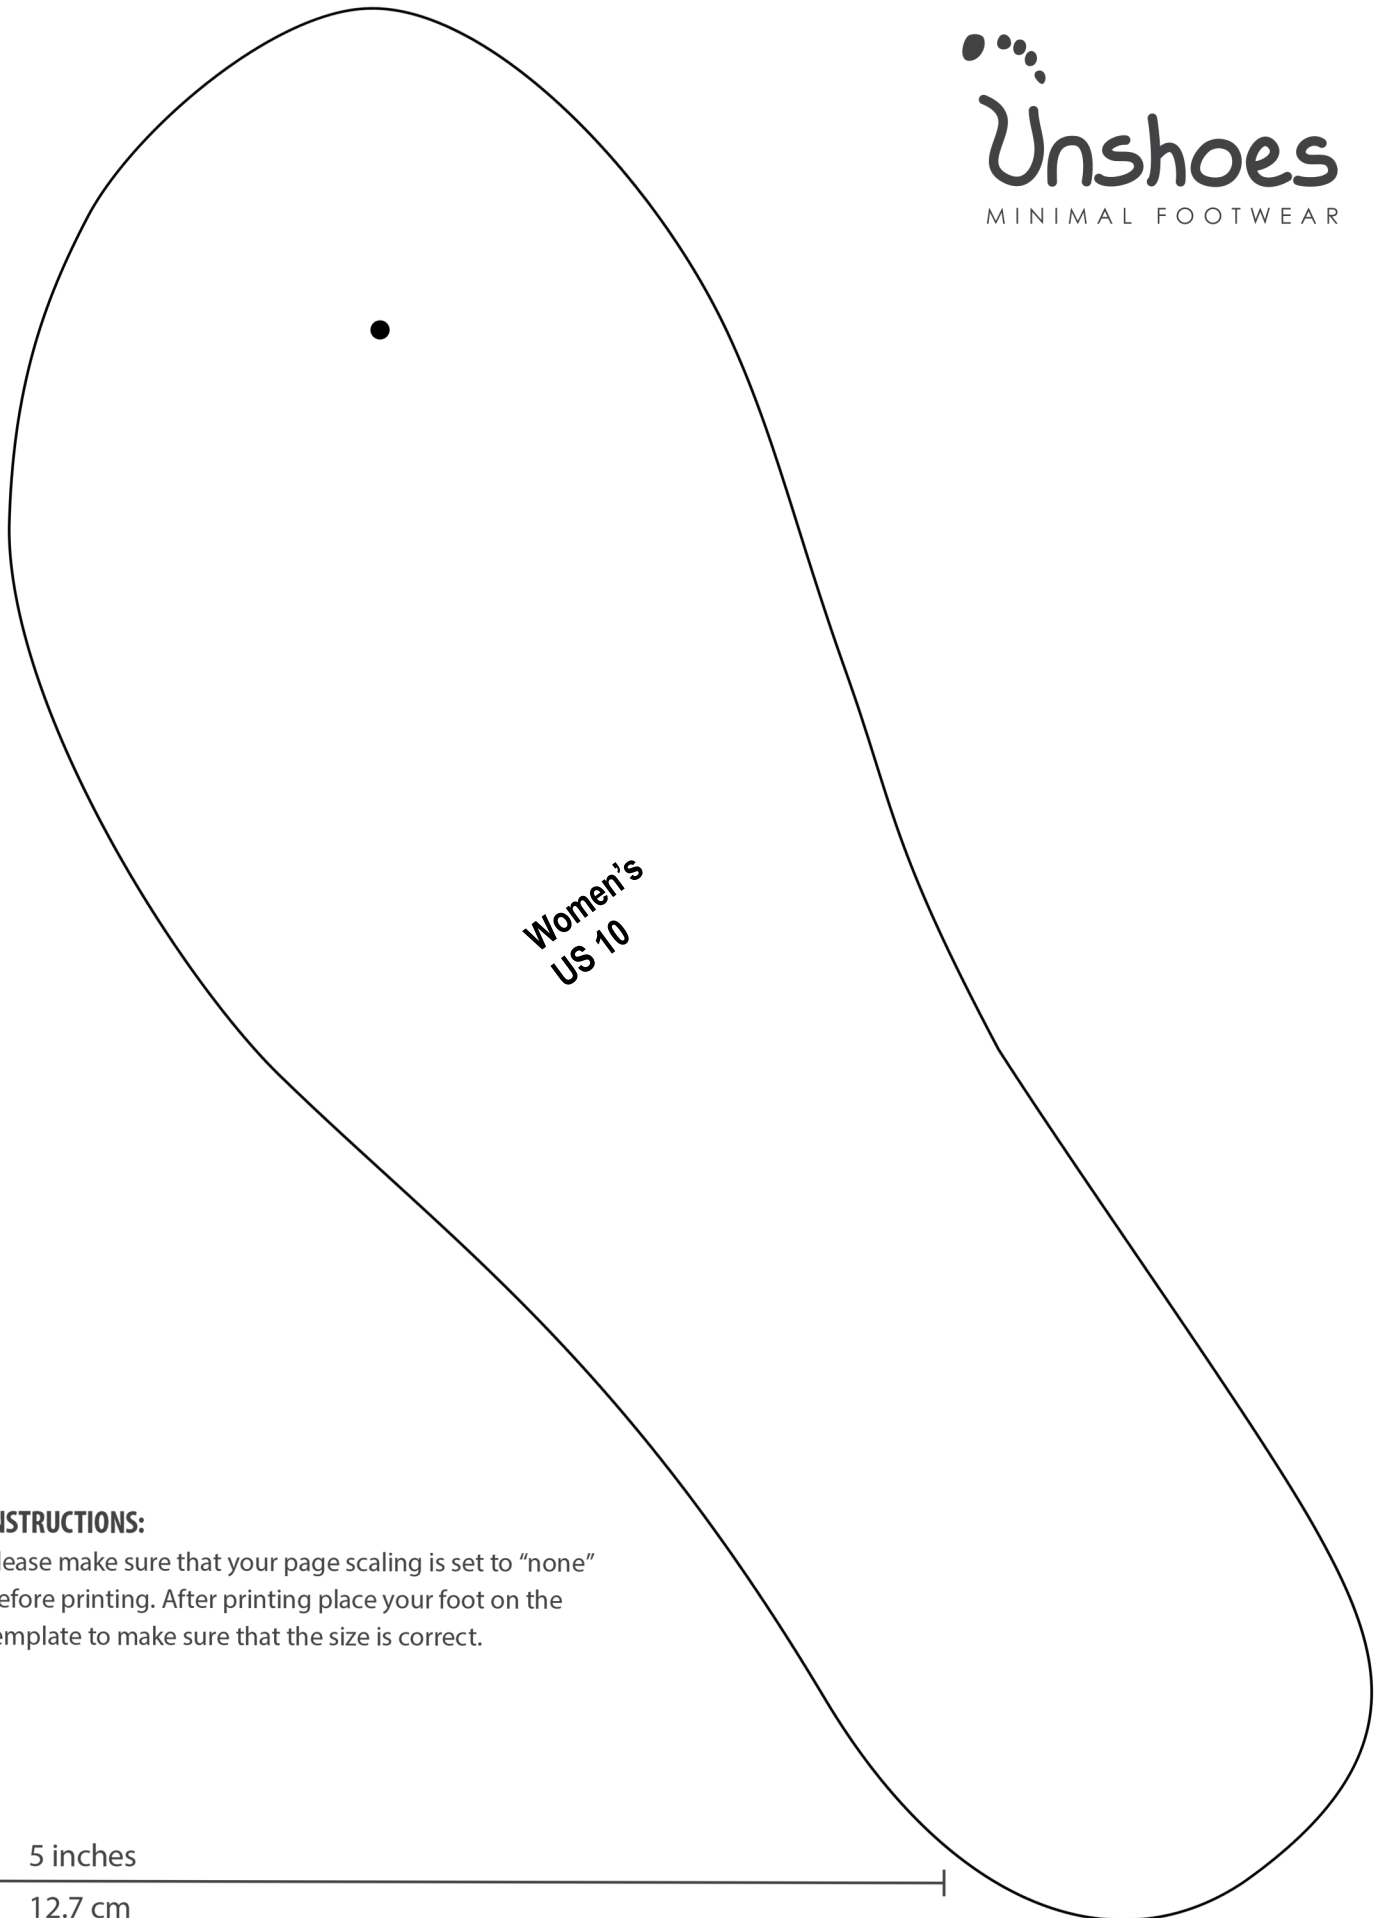 Unshoes
MINIMAL FOOTWEAR
Women's
US 10
NSTRUCTIONS:
lease make sure that your page scaling is set to “none”
efore printing. After printing place your foot on the
emplate to make sure that the size is correct.
5 inches
12.7 cm